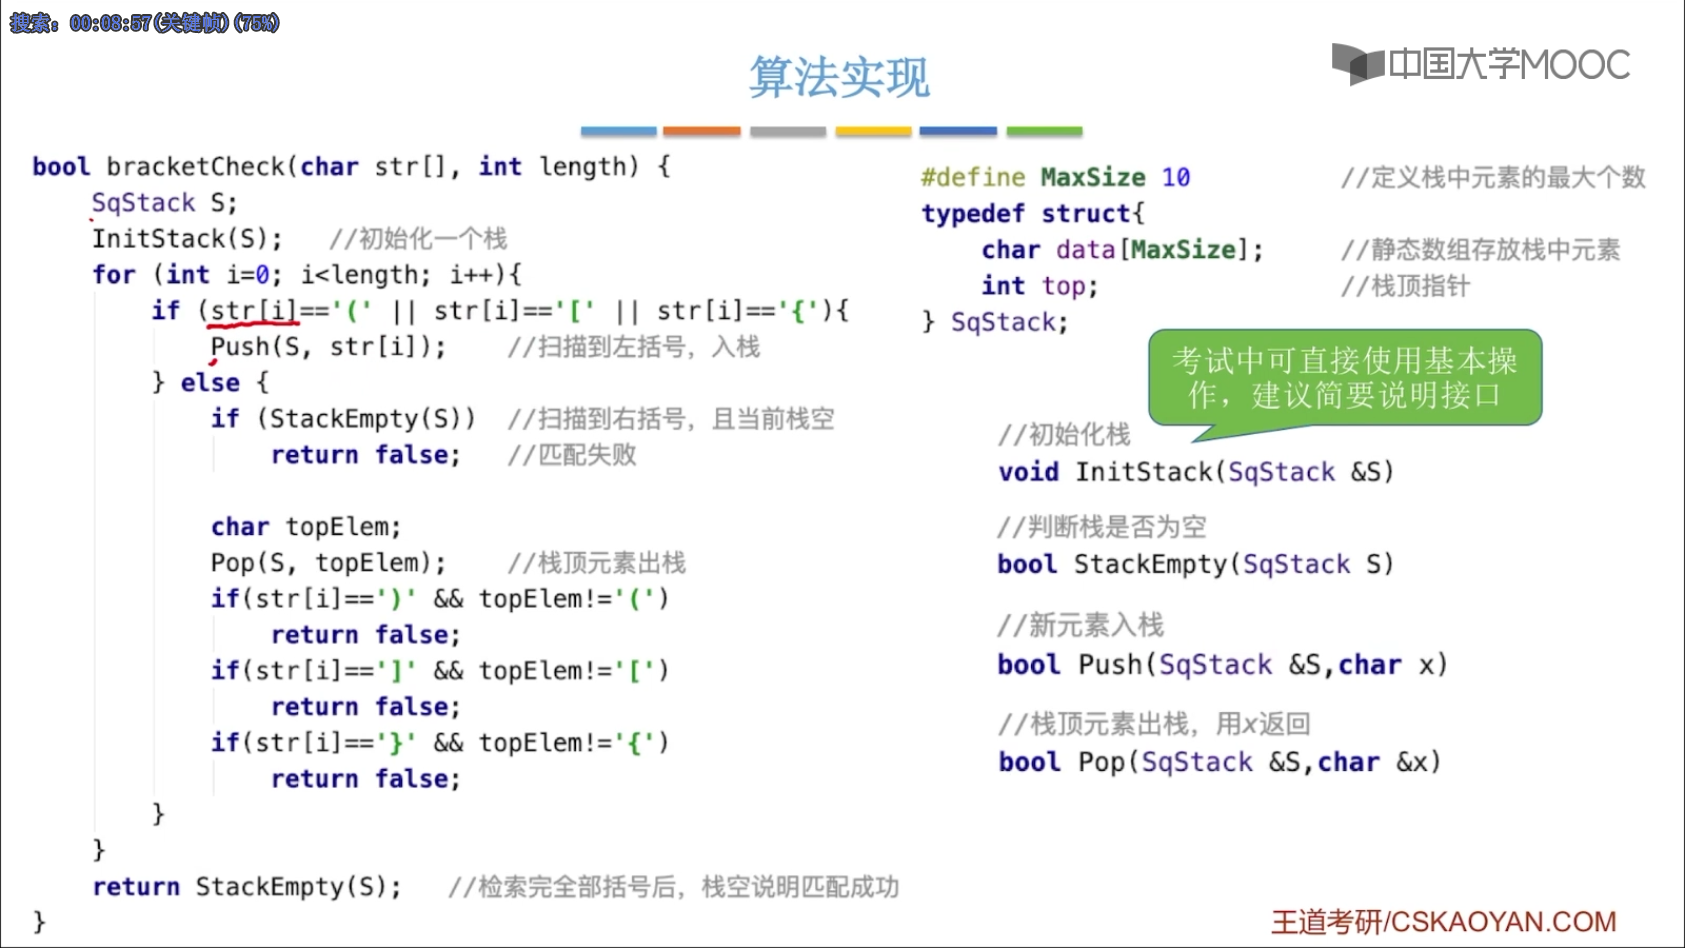 搜索: 00:08:57(关键帧)(75%)
算法实现
中国大学MOOC
bool bracketCheck(char str[], int length) {
SqStack S;
InitStack(S); //初始化一个栈
for (int i=0; i<length; i++){
if (str[i]=='(' || str[i]=='[' || str[i]=='{'){
Push(S, str[i]); //扫描到左括号，入栈
} else {
if (StackEmpty(S)) //扫描到右括号，且当前栈空
return false; //匹配失败
char topElem;
Pop(S, topElem); //栈顶元素出栈
if(str[i]==')' && topElem!='(')
return false;
if(str[i]==']' && topElem!='[')
return false;
if(str[i]=='}' && topElem!='{')
return false;
}
}
return StackEmpty(S); //检索完全部括号后，栈空说明匹配成功
}
#define MaxSize 10 //定义栈中元素的最大个数
typedef struct{
char data[MaxSize]; //静态数组存放栈中元素
int top; //栈顶指针
} SqStack;
考试中可直接使用基本操
作，建议简要说明接口
//初始化栈
void InitStack(SqStack &S)
//判断栈是否为空
bool StackEmpty(SqStack S)
//新元素入栈
bool Push(SqStack &S,char x)
//栈顶元素出栈，用x返回
bool Pop(SqStack &S,char &x)
王道考研/CSKAOYAN.COM